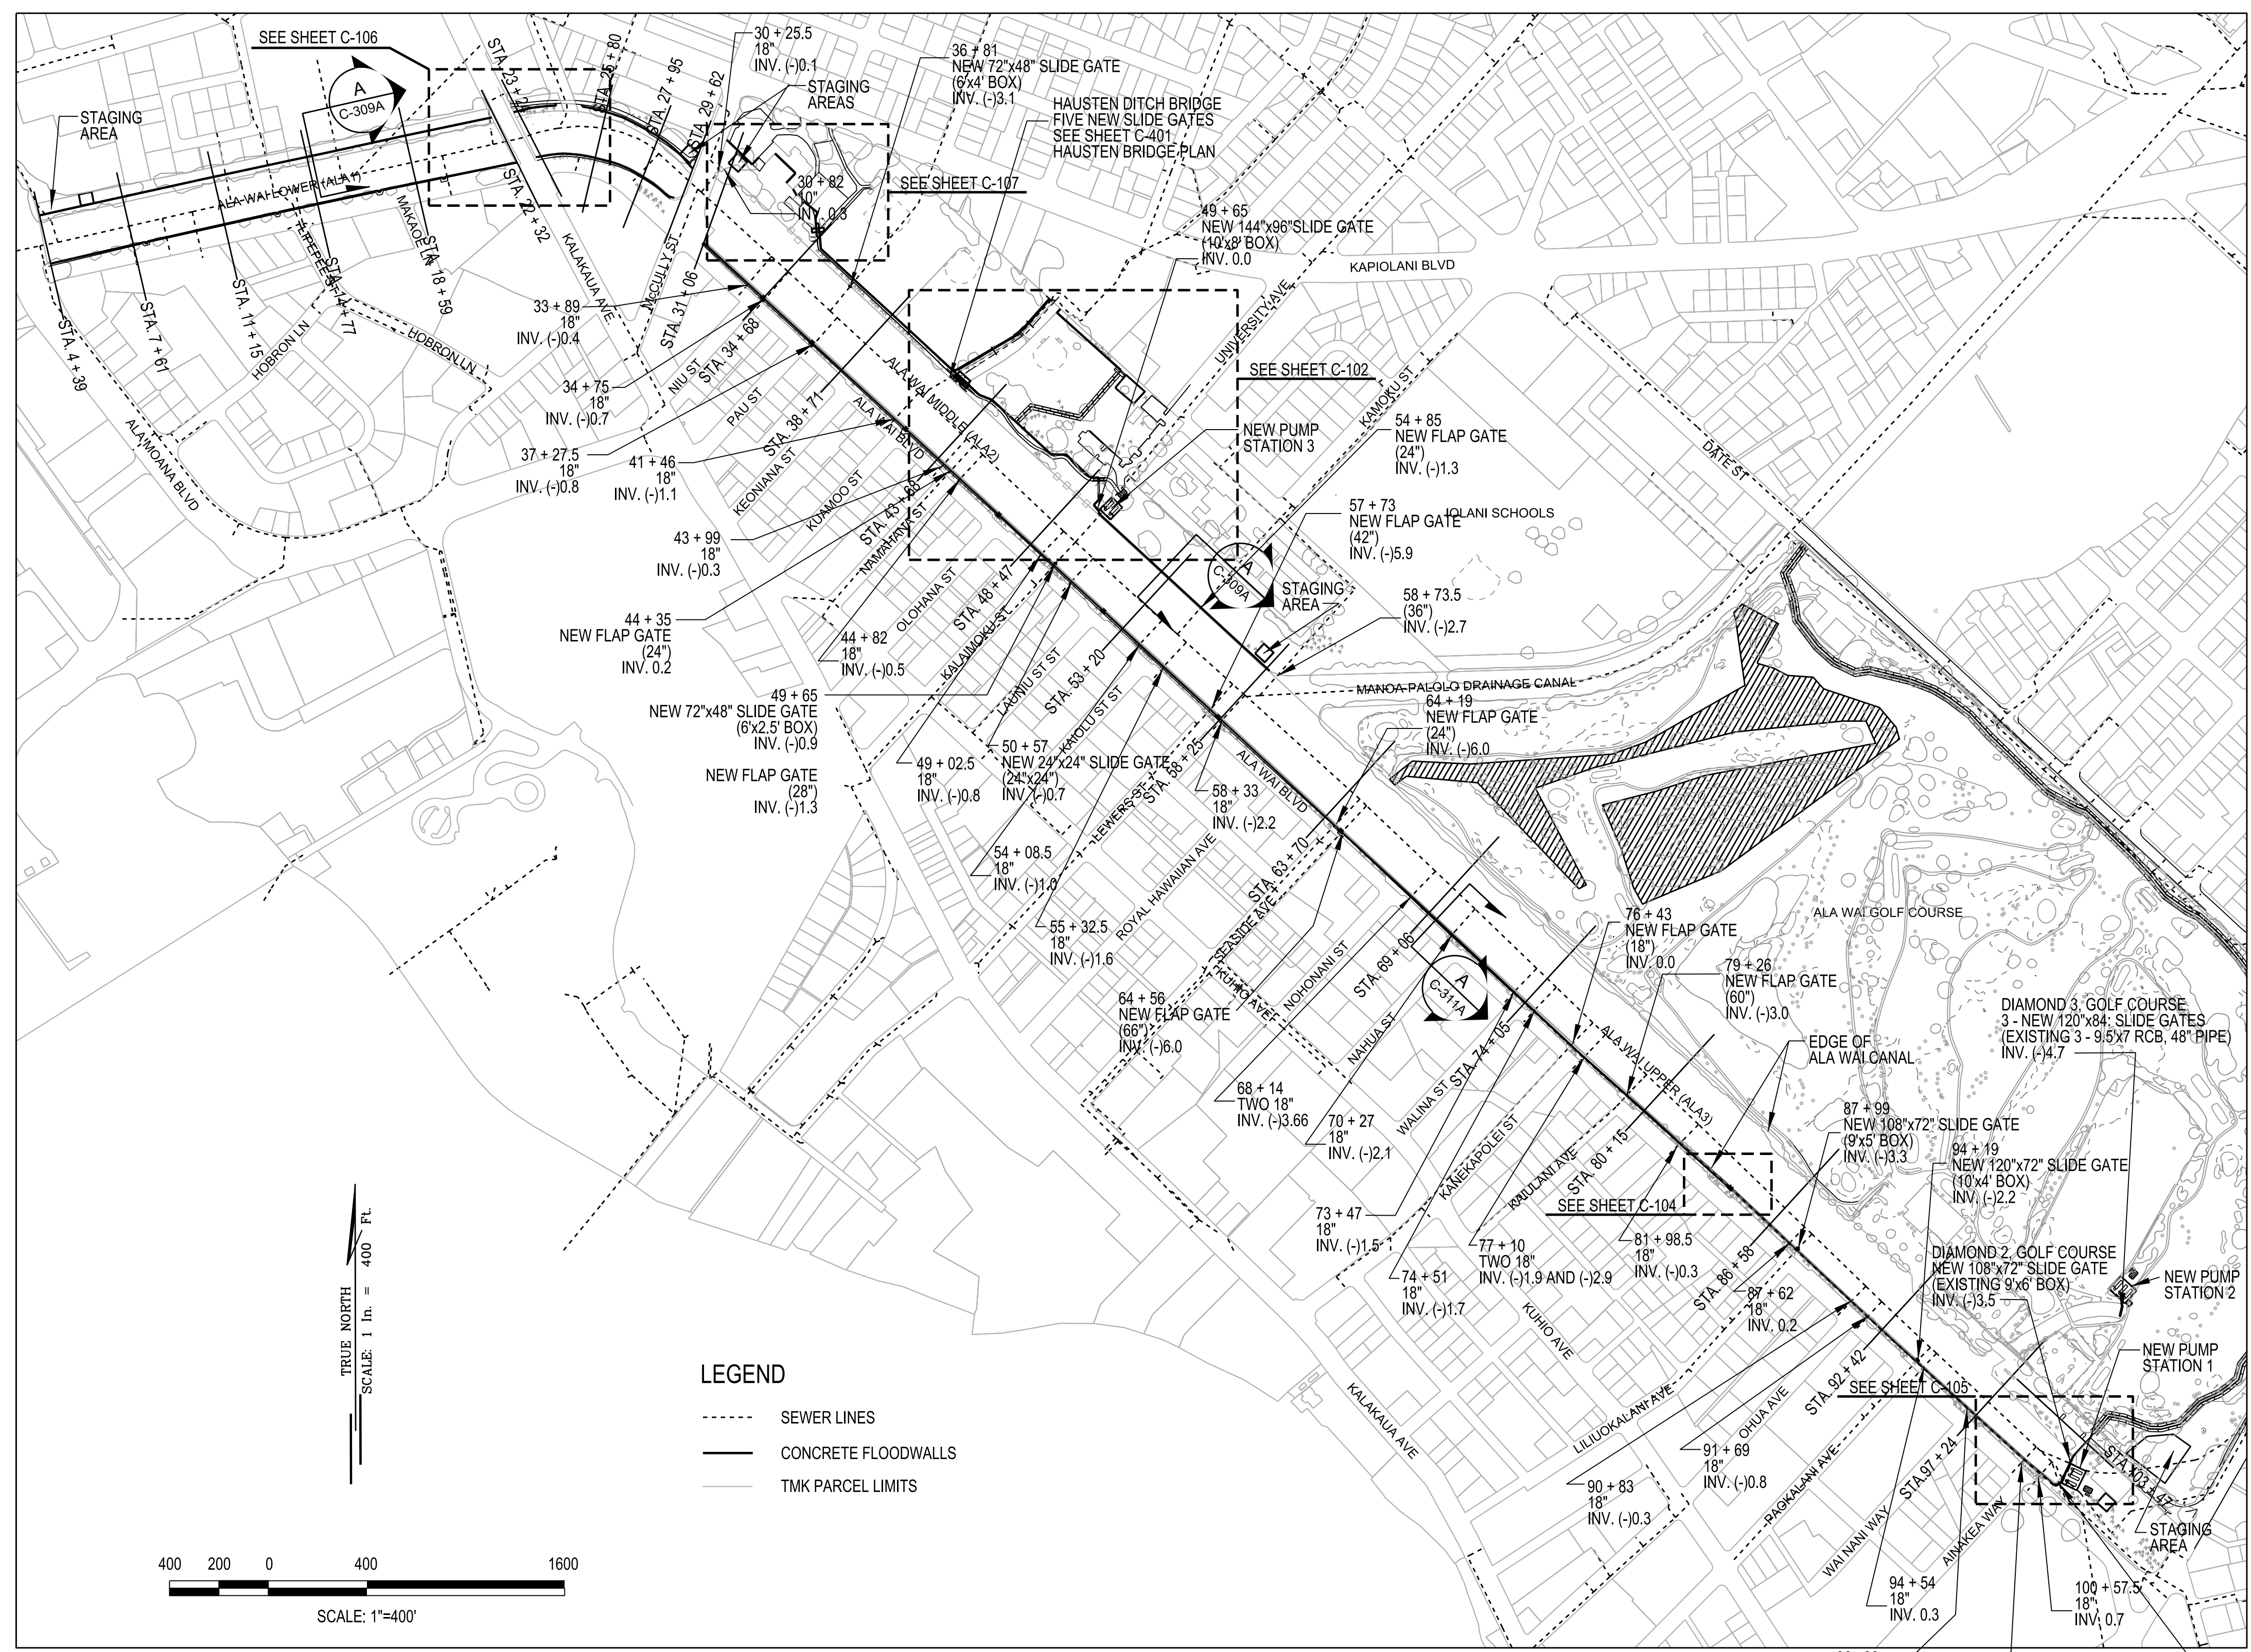 SEE SHEET C-106
A
C-309A
STAGING
AREA
30 + 25.5
18"
INV. (-)0.1
STAGING
AREAS
36 + 81
NEW 72"x48" SLIDE GATE
(6'x4' BOX)
INV. (-)3.1
HAUSTEN DITCH BRIDGE
FIVE NEW SLIDE GATES
SEE SHEET C-401
HAUSTEN BRIDGE PLAN
STA. 25 + 80
STA. 27 + 95
STA. 29 + 62
30 + 82
10"
INV. 0.3
SEE SHEET C-107
49 + 65
NEW 144"x96"SLIDE GATE
(10'x8' BOX)
INV. 0.0
ALA WAI LOWER (ALA1)
STA. 4 + 39
STA. 7 + 61
STA. 11 + 15
STA. 14 + 77
STA. 18 + 59
STA. 22 + 32
LIPEEPEE ST
MAKAOE LN
HOBRON LN
HOBRON LN
KALAKAUA AVE
McCULLY ST
STA. 31 + 06
ALA MOANA BLVD
KAPIOLANI BLVD
UNIVERSITY AVE
KAMOKU ST
DATE ST
33 + 89
18"
INV. (-)0.4
34 + 75
18"
INV. (-)0.7
37 + 27.5
18"
INV. (-)0.8
41 + 46
18"
INV. (-)1.1
43 + 99
18"
INV. (-)0.3
44 + 35
NEW FLAP GATE
(24")
INV. 0.2
44 + 82
18"
INV. (-)0.5
NIU ST
STA. 34 + 68
PAU ST
STA. 38 + 71
KEONIANA ST
KUAMOO ST
STA. 43 + 68
NAMAHANA ST
OLOHANA ST
STA. 48 + 47
KALAIMOKU ST
LAUNIU ST ST
STA. 53 + 20
KAIOLU ST ST
LEWERS ST
STA. 58 + 25
ALA WAI BLVD
ALA WAI MIDDLE (ALA2)
SEE SHEET C-102
NEW PUMP
STATION 3
54 + 85
NEW FLAP GATE
(24")
INV. (-)1.3
57 + 73
NEW FLAP GATE
(42")
INV. (-)5.9
IOLANI SCHOOLS
A
C-309A
STAGING
AREA
58 + 73.5
(36")
INV. (-)2.7
MANOA-PALOLO DRAINAGE CANAL
64 + 19
NEW FLAP GATE
(24")
INV. (-)6.0
49 + 65
NEW 72"x48" SLIDE GATE
(6'x2.5' BOX)
INV. (-)0.9
NEW FLAP GATE
(28")
INV. (-)1.3
49 + 02.5
18"
INV. (-)0.8
50 + 57
NEW 24"x24" SLIDE GATE
(24"x24")
INV. (-)0.7
54 + 08.5
18"
INV. (-)1.0
55 + 32.5
18"
INV. (-)1.6
58 + 33
18"
INV. (-)2.2
ALA WAI BLVD
ROYAL HAWAIIAN AVE
STA. 63 + 70
SEASIDE AVE
KUHIO AVE
NOHONANI ST
STA. 69 + 06
NAHUA ST
WALINA ST
STA. 74 + 05
KANEKAPOLEI ST
KAIULANI AVE
STA. 80 + 15
A
C-311A
ALA WAI GOLF COURSE
64 + 56
NEW FLAP GATE
(66")
INV. (-)6.0
68 + 14
TWO 18"
INV. (-)3.66
70 + 27
18"
INV. (-)2.1
73 + 47
18"
INV. (-)1.5
74 + 51
18"
INV. (-)1.7
76 + 43
NEW FLAP GATE
(18")
INV. 0.0
79 + 26
NEW FLAP GATE
(60")
INV. (-)3.0
ALA WAI UPPER (ALA3)
EDGE OF
ALA WAI CANAL
DIAMOND 3, GOLF COURSE
3 - NEW 120"x84: SLIDE GATES
(EXISTING 3 - 9.5'x7 RCB, 48" PIPE)
INV. (-)4.7
87 + 99
NEW 108"x72" SLIDE GATE
(9'x5' BOX)
INV. (-)3.3
94 + 19
NEW 120"x72" SLIDE GATE
(10'x4' BOX)
INV. (-)2.2
SEE SHEET C-104
77 + 10
TWO 18"
INV. (-)1.9 AND (-)2.9
81 + 98.5
18"
INV. (-)0.3
STA. 86 + 58
87 + 62
18"
INV. 0.2
DIAMOND 2, GOLF COURSE
NEW 108"x72" SLIDE GATE
(EXISTING 9'x6' BOX)
INV. (-)3.5
NEW PUMP
STATION 2
NEW PUMP
STATION 1
KUHIO AVE
KALAKAUA AVE
LILIUOKALANI AVE
OHUA AVE
STA. 92 + 42
SEE SHEET C-105
PAOKALANI AVE
STA. 97 + 24
WAI NANI WAY
AINAKEA WAY
STA. 103 + 47
STAGING
AREA
90 + 83
18"
INV. (-)0.3
91 + 69
18"
INV. (-)0.8
94 + 54
18"
INV. 0.3
100 + 57.5
18"
INV. 0.7
TRUE NORTH
SCALE: 1 In. = 400 Ft.
LEGEND
SEWER LINES
CONCRETE FLOODWALLS
TMK PARCEL LIMITS
400 200 0 400 1600
SCALE: 1"=400'